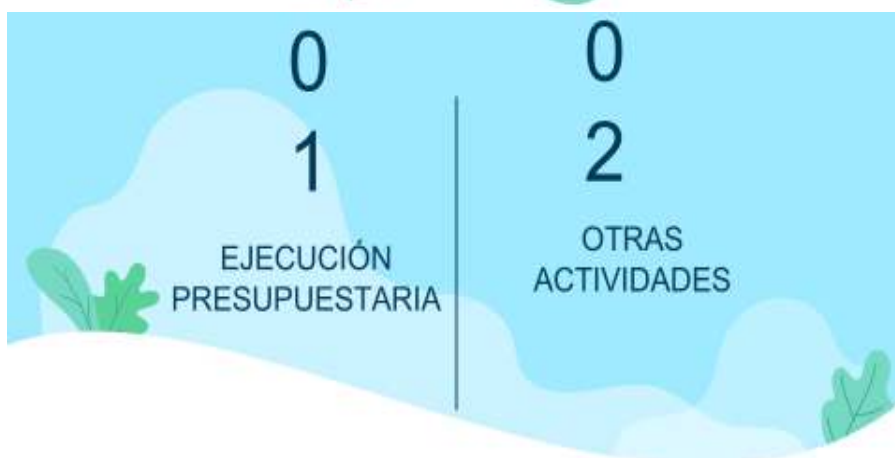 0
1
EJECUCIÓN
PRESUPUESTARIA
0
2
OTRAS
ACTIVIDADES